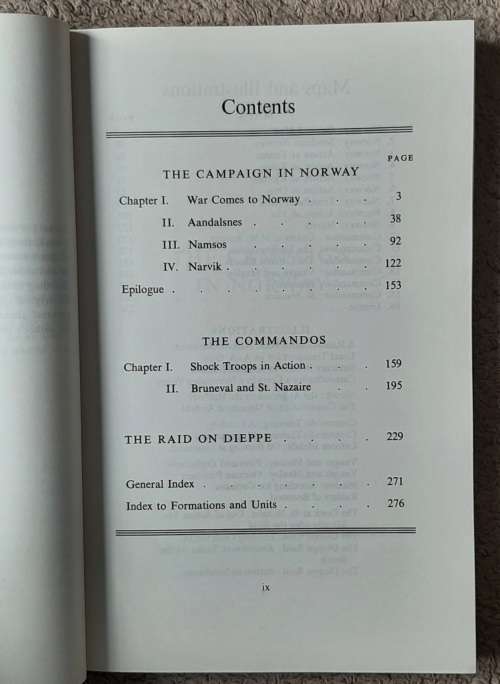 Contents
PAGE
THE CAMPAIGN IN NORWAY
Chapter I. War Comes to Norway . . . 3
II. Aandalsnes . . . . . 38
III. Namsos . . . . . 92
IV. Narvik . . . . . . 122
Epilogue . . . . . . . . 153
THE COMMANDOS
Chapter I. Shock Troops in Action . . . 159
II. Bruneval and St. Nazaire . . 195
THE RAID ON DIEPPE . . . . 229
General Index . . . . . . . 271
Index to Formations and Units . . . . 276
ix